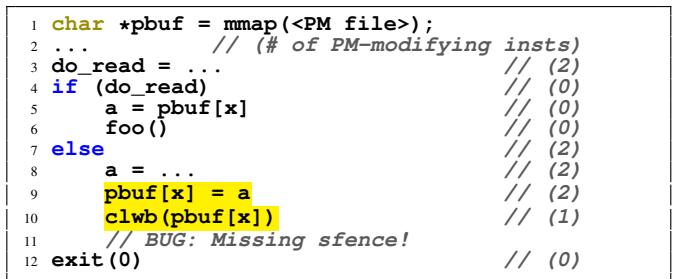 1 char *pbuf = mmap(<PM file>);
2 ... // (# of PM-modifying insts)
3 do_read = ... // (2)
4 if (do_read) // (0)
5 a = pbuf[x] // (0)
6 foo() // (0)
7 else // (2)
8 a = ... // (2)
9 pbuf[x] = a // (2)
10 clwb(pbuf[x]) // (1)
11 // BUG: Missing sfence!
12 exit(0) // (0)